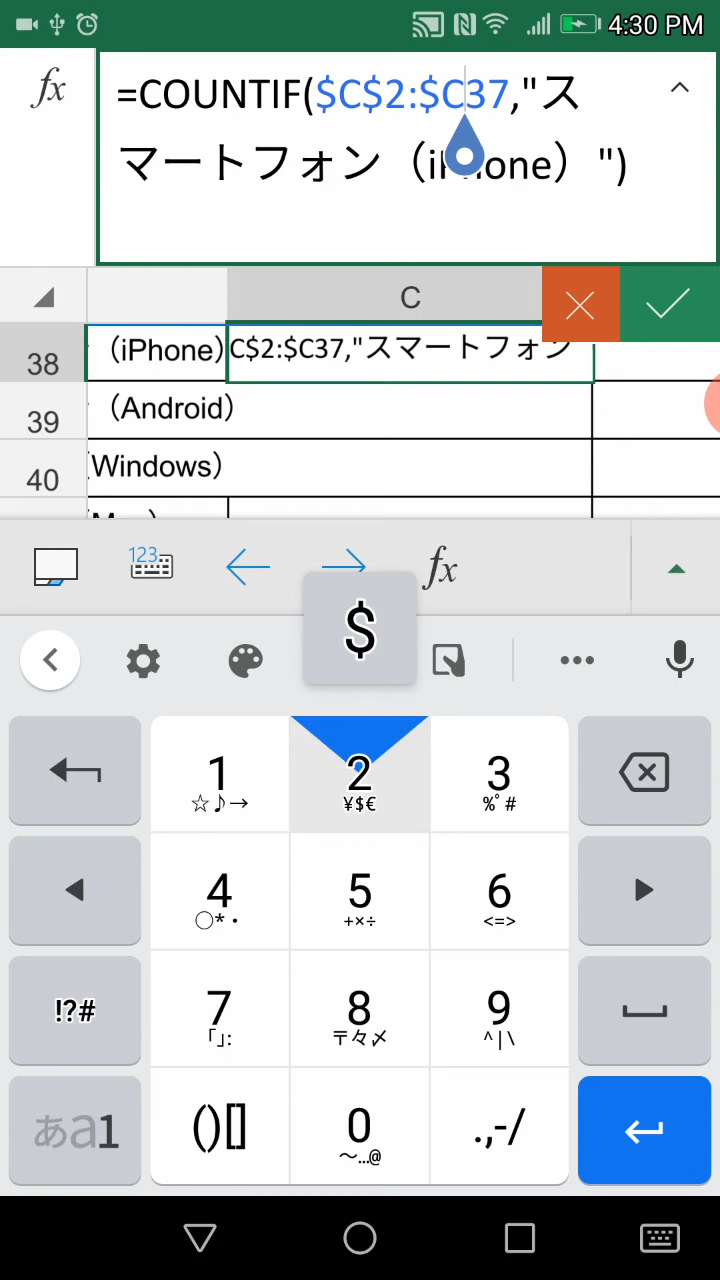 4:30 PM
fx
=COUNTIF($C$2:$C37,"ス
マートフォン（iPhone）")
C
38
（iPhone）
C$2:$C37,"スマートフォン
39
（Android）
40
Windows）
123
fx
$
1
☆♪→
2
¥$€
3
%゜#
4
○*・
5
+×÷
6
<=>
!?#
7
「」:
8
〒々〆
9
^|\
あa1
()[]
0
〜…@
.,-/